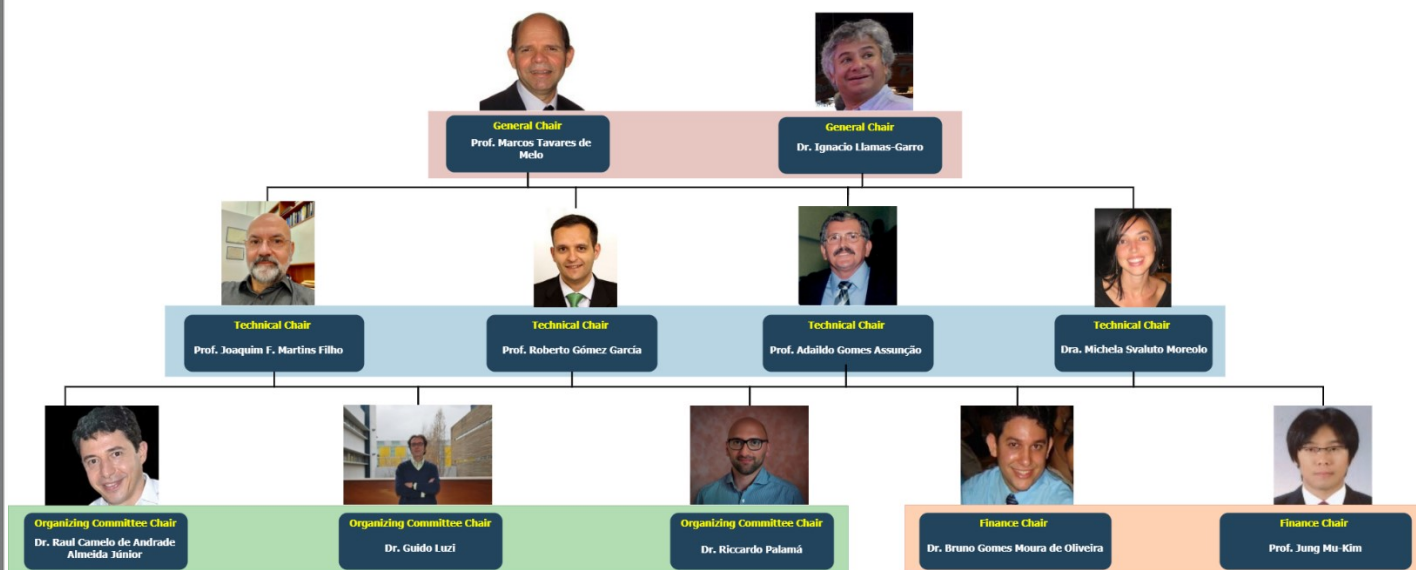 General Chair
Prof. Marcos Tavares de
Melo
General Chair
Dr. Ignacio Llamas-Garro
Technical Chair
Prof. Joaquim F. Martins Filho
Technical Chair
Prof. Roberto Gómez García
Technical Chair
Prof. Adaildo Gomes Assunção
Technical Chair
Dra. Michela Svaluto Moreolo
Organizing Committee Chair
Dr. Raul Camelo de Andrade
Almeida Júnior
Organizing Committee Chair
Dr. Guido Luzi
Organizing Committee Chair
Dr. Riccardo Palamá
Finance Chair
Dr. Bruno Gomes Moura de Oliveira
Finance Chair
Prof. Jung Mu-Kim